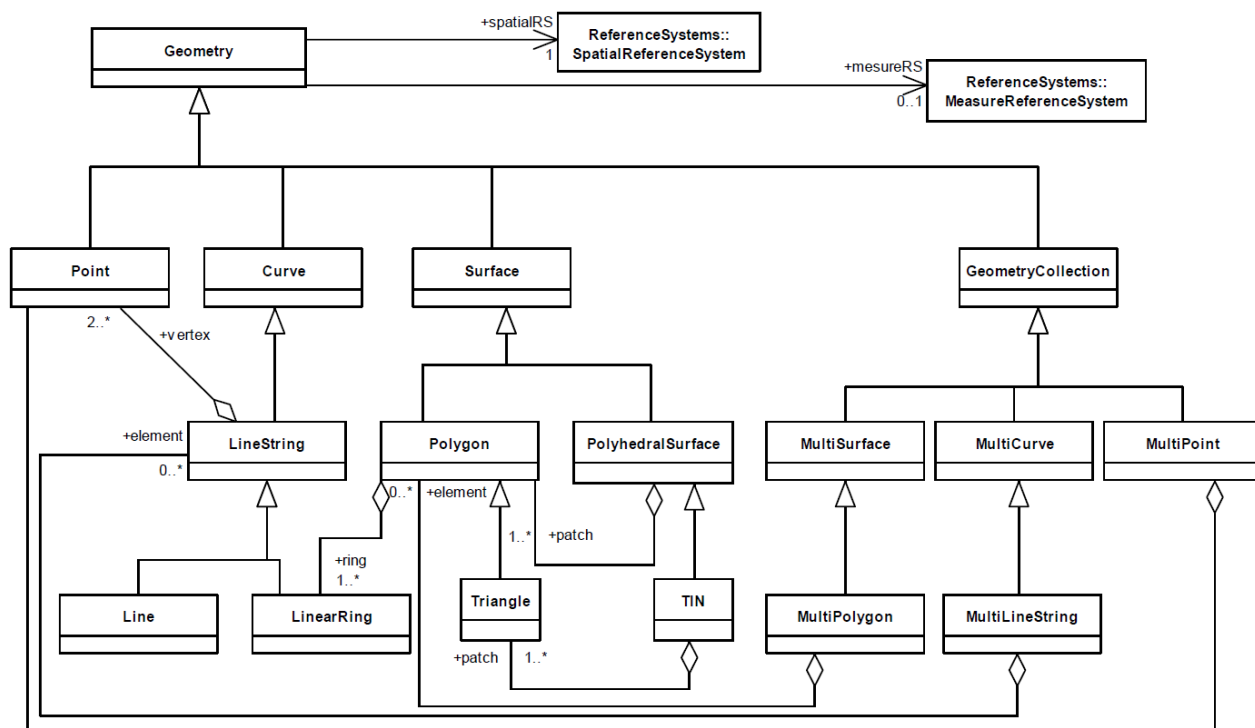 +spatialRS
ReferenceSystems::
Geometry
1
SpatialReferenceSystem
+mesureRS
ReferenceSystems::
0..1
MeasureReferenceSystem
Point
Curve
Surface
GeometryCollection
2..*
+vertex
+element
LineString
Polygon
PolyhedralSurface
MultiSurface
MultiCurve
MultiPoint
0..*
0..*
+element
1..*
+patch
+ring
1..*
Line
LinearRing
Triangle
TIN
MultiPolygon
MultiLineString
+patch
1..*